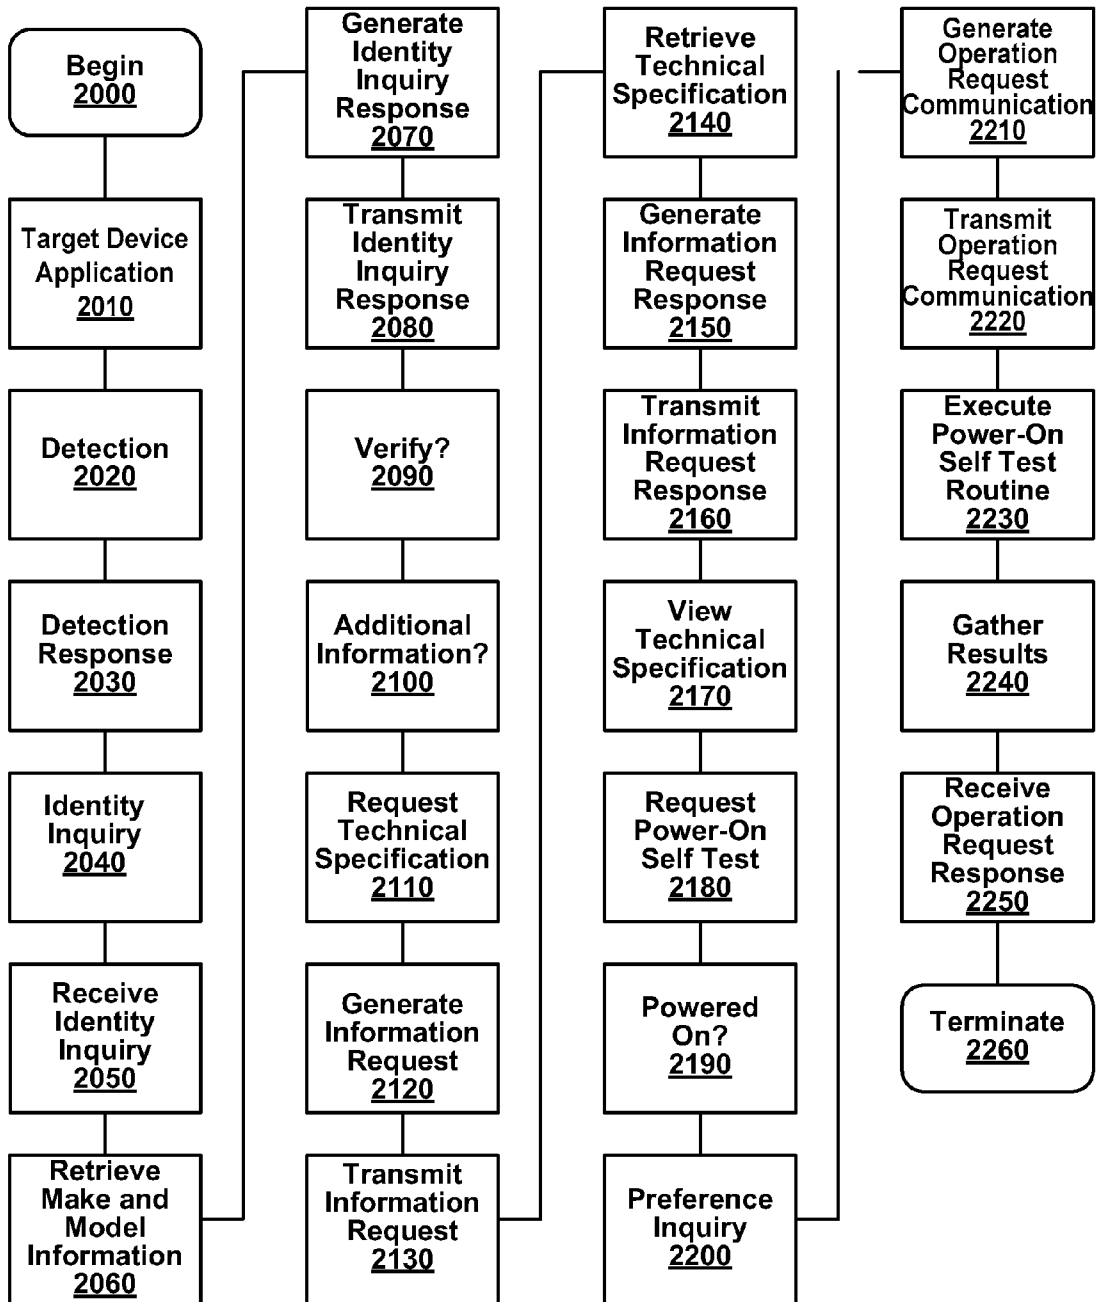 Begin
2000
Target Device
Application
2010
Detection
2020
Detection
Response
2030
Identity
Inquiry
2040
Receive
Identity
Inquiry
2050
Retrieve
Make and
Model
Information
2060
Generate
Identity
Inquiry
Response
2070
Transmit
Identity
Inquiry
Response
2080
Verify?
2090
Additional
Information?
2100
Request
Technical
Specification
2110
Generate
Information
Request
2120
Transmit
Information
Request
2130
Retrieve
Technical
Specification
2140
Generate
Information
Request
Response
2150
Transmit
Information
Request
Response
2160
View
Technical
Specification
2170
Request
Power-On
Self Test
2180
Powered
On?
2190
Preference
Inquiry
2200
Generate
Operation
Request
Communication
2210
Transmit
Operation
Request
Communication
2220
Execute
Power-On
Self Test
Routine
2230
Gather
Results
2240
Receive
Operation
Request
Response
2250
Terminate
2260